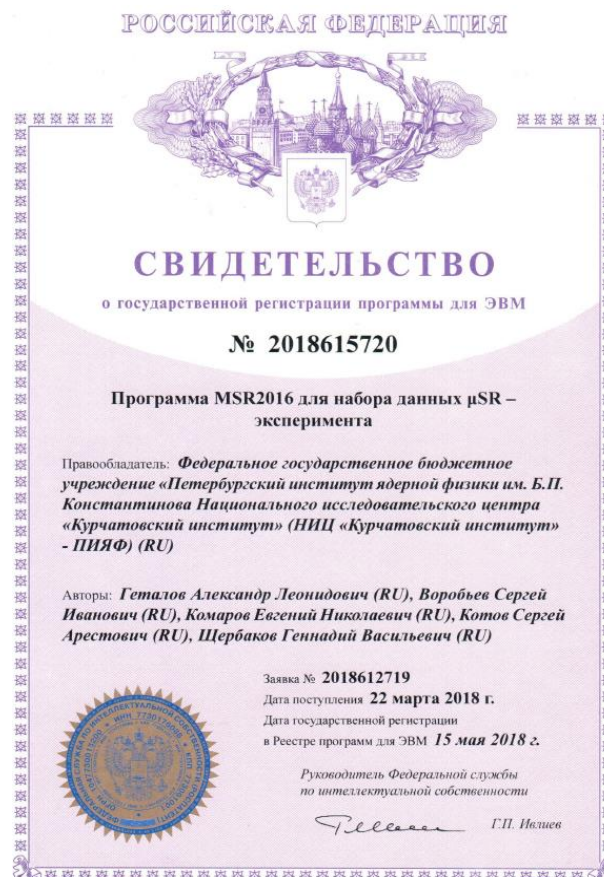 РОССИЙСКАЯ ФЕДЕРАЦИЯ
СВИДЕТЕЛЬСТВО
о государственной регистрации программы для ЭВМ
№ 2018615720
Программа MSR2016 для набора данных µSR –
эксперимента
Правообладатель: Федеральное государственное бюджетное
учреждение «Петербургский институт ядерной физики им. Б.П.
Константинова Национального исследовательского центра
«Курчатовский институт» (НИЦ «Курчатовский институт»
- ПИЯФ) (RU)
Авторы: Геталов Александр Леонидович (RU), Воробьев Сергей
Иванович (RU), Комаров Евгений Николаевич (RU), Котов Сергей
Арестович (RU), Щербаков Геннадий Васильевич (RU)
Заявка № 2018612719
Дата поступления 22 марта 2018 г.
Дата государственной регистрации
в Реестре программ для ЭВМ 15 мая 2018 г.
Руководитель Федеральной службы
по интеллектуальной собственности
Г.П. Ивлиев